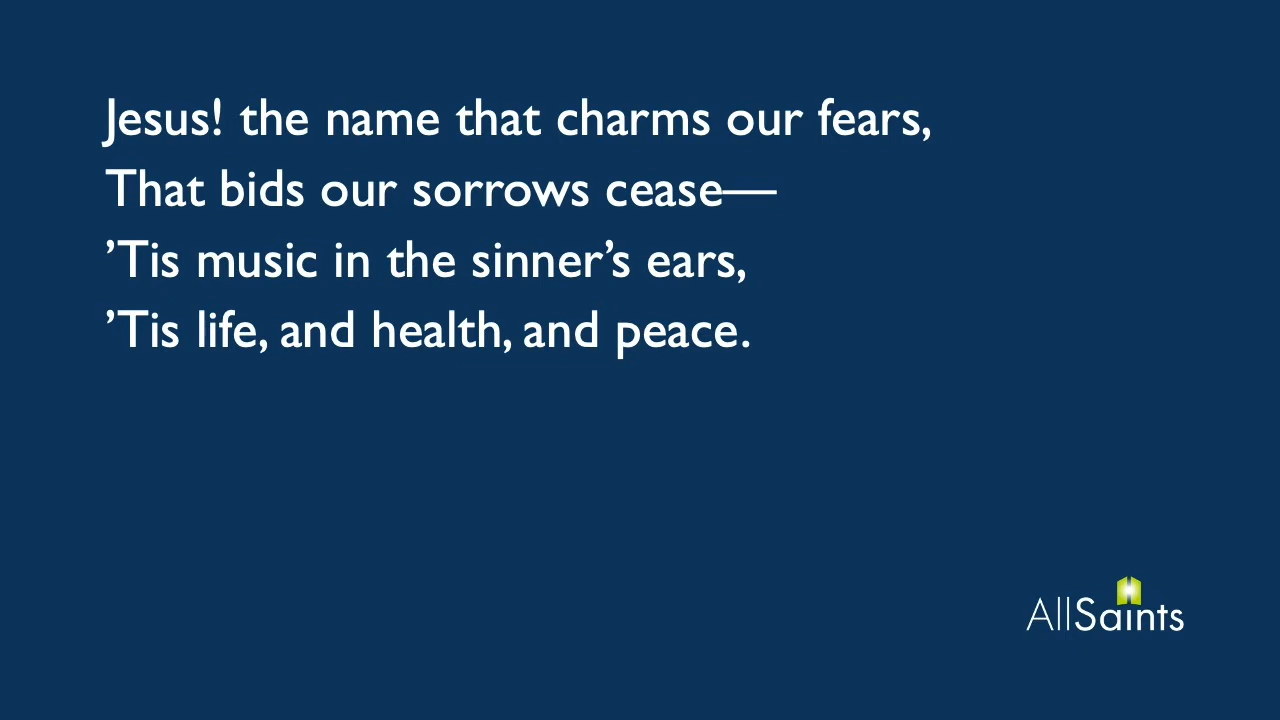 Jesus! the name that charms our fears,
That bids our sorrows cease—
’Tis music in the sinner’s ears,
’Tis life, and health, and peace.
AllSaints